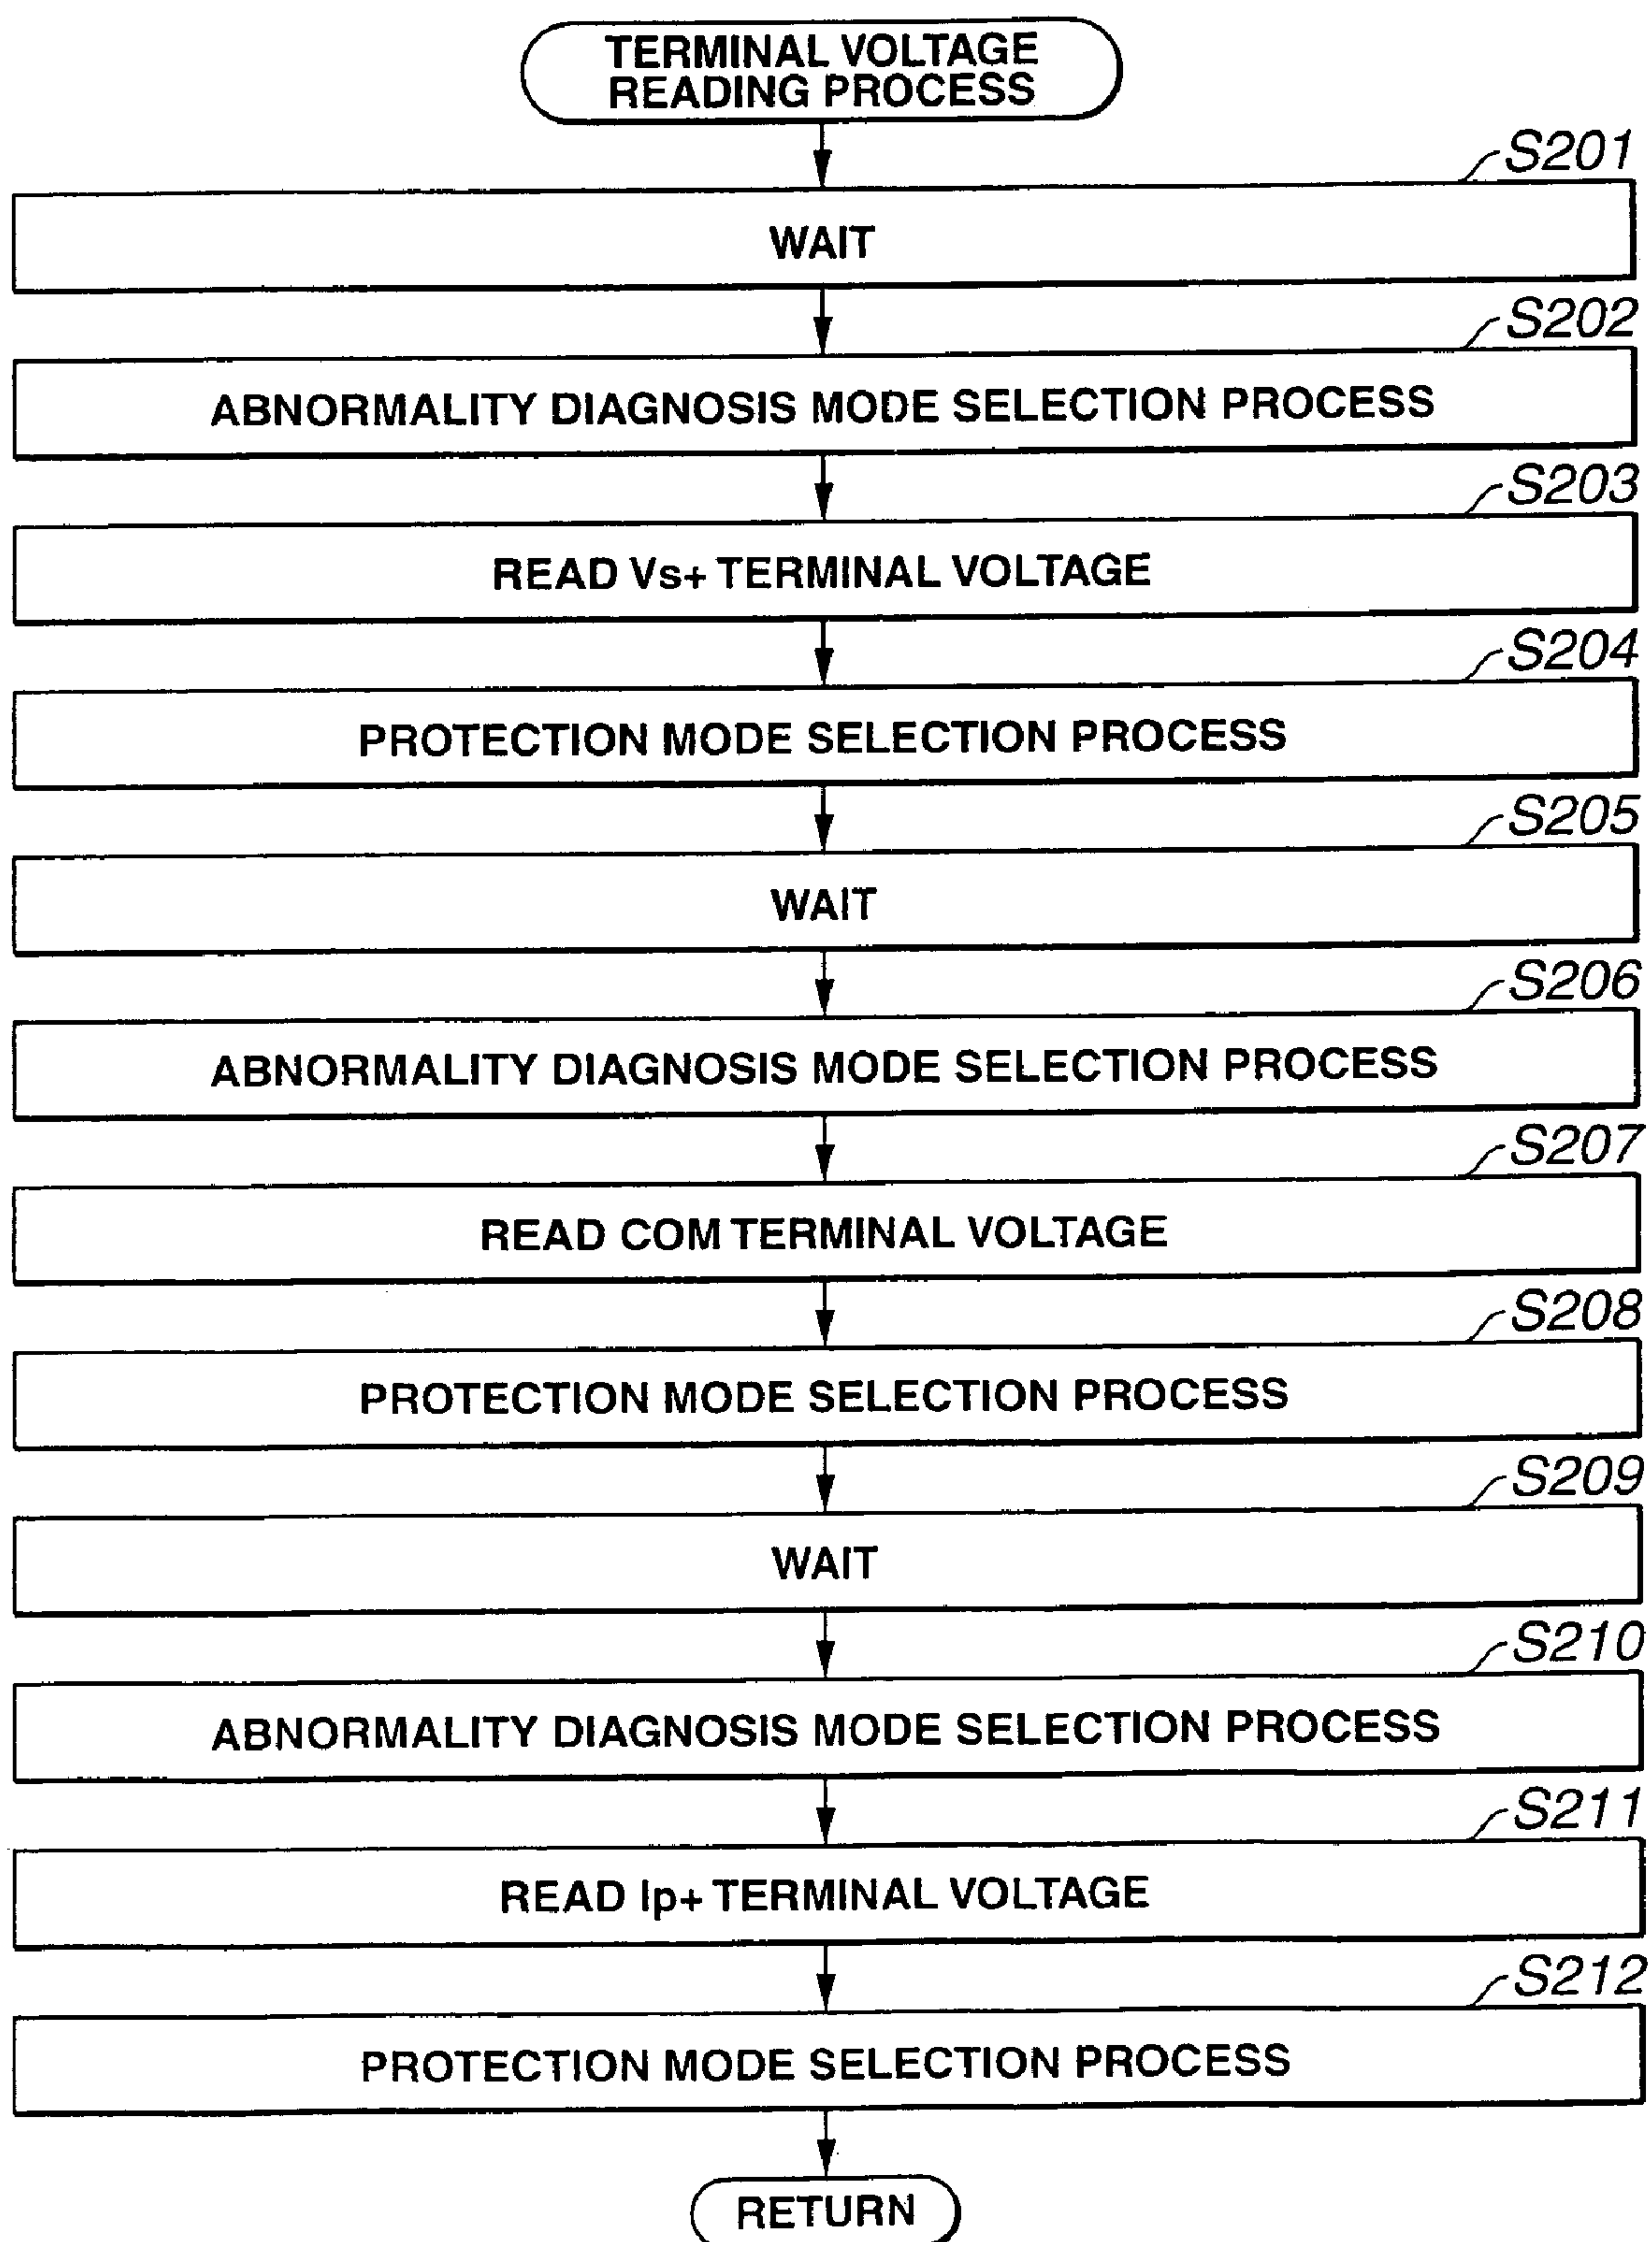 TERMINAL VOLTAGE
READING PROCESS
S201
WAIT
S202
ABNORMALITY DIAGNOSIS MODE SELECTION PROCESS
S203
READ Vs+ TERMINAL VOLTAGE
S204
PROTECTION MODE SELECTION PROCESS
S205
WAIT
S206
ABNORMALITY DIAGNOSIS MODE SELECTION PROCESS
S207
READ COM TERMINAL VOLTAGE
S208
PROTECTION MODE SELECTION PROCESS
S209
WAIT
S210
ABNORMALITY DIAGNOSIS MODE SELECTION PROCESS
S211
READ Ip+ TERMINAL VOLTAGE
S212
PROTECTION MODE SELECTION PROCESS
RETURN